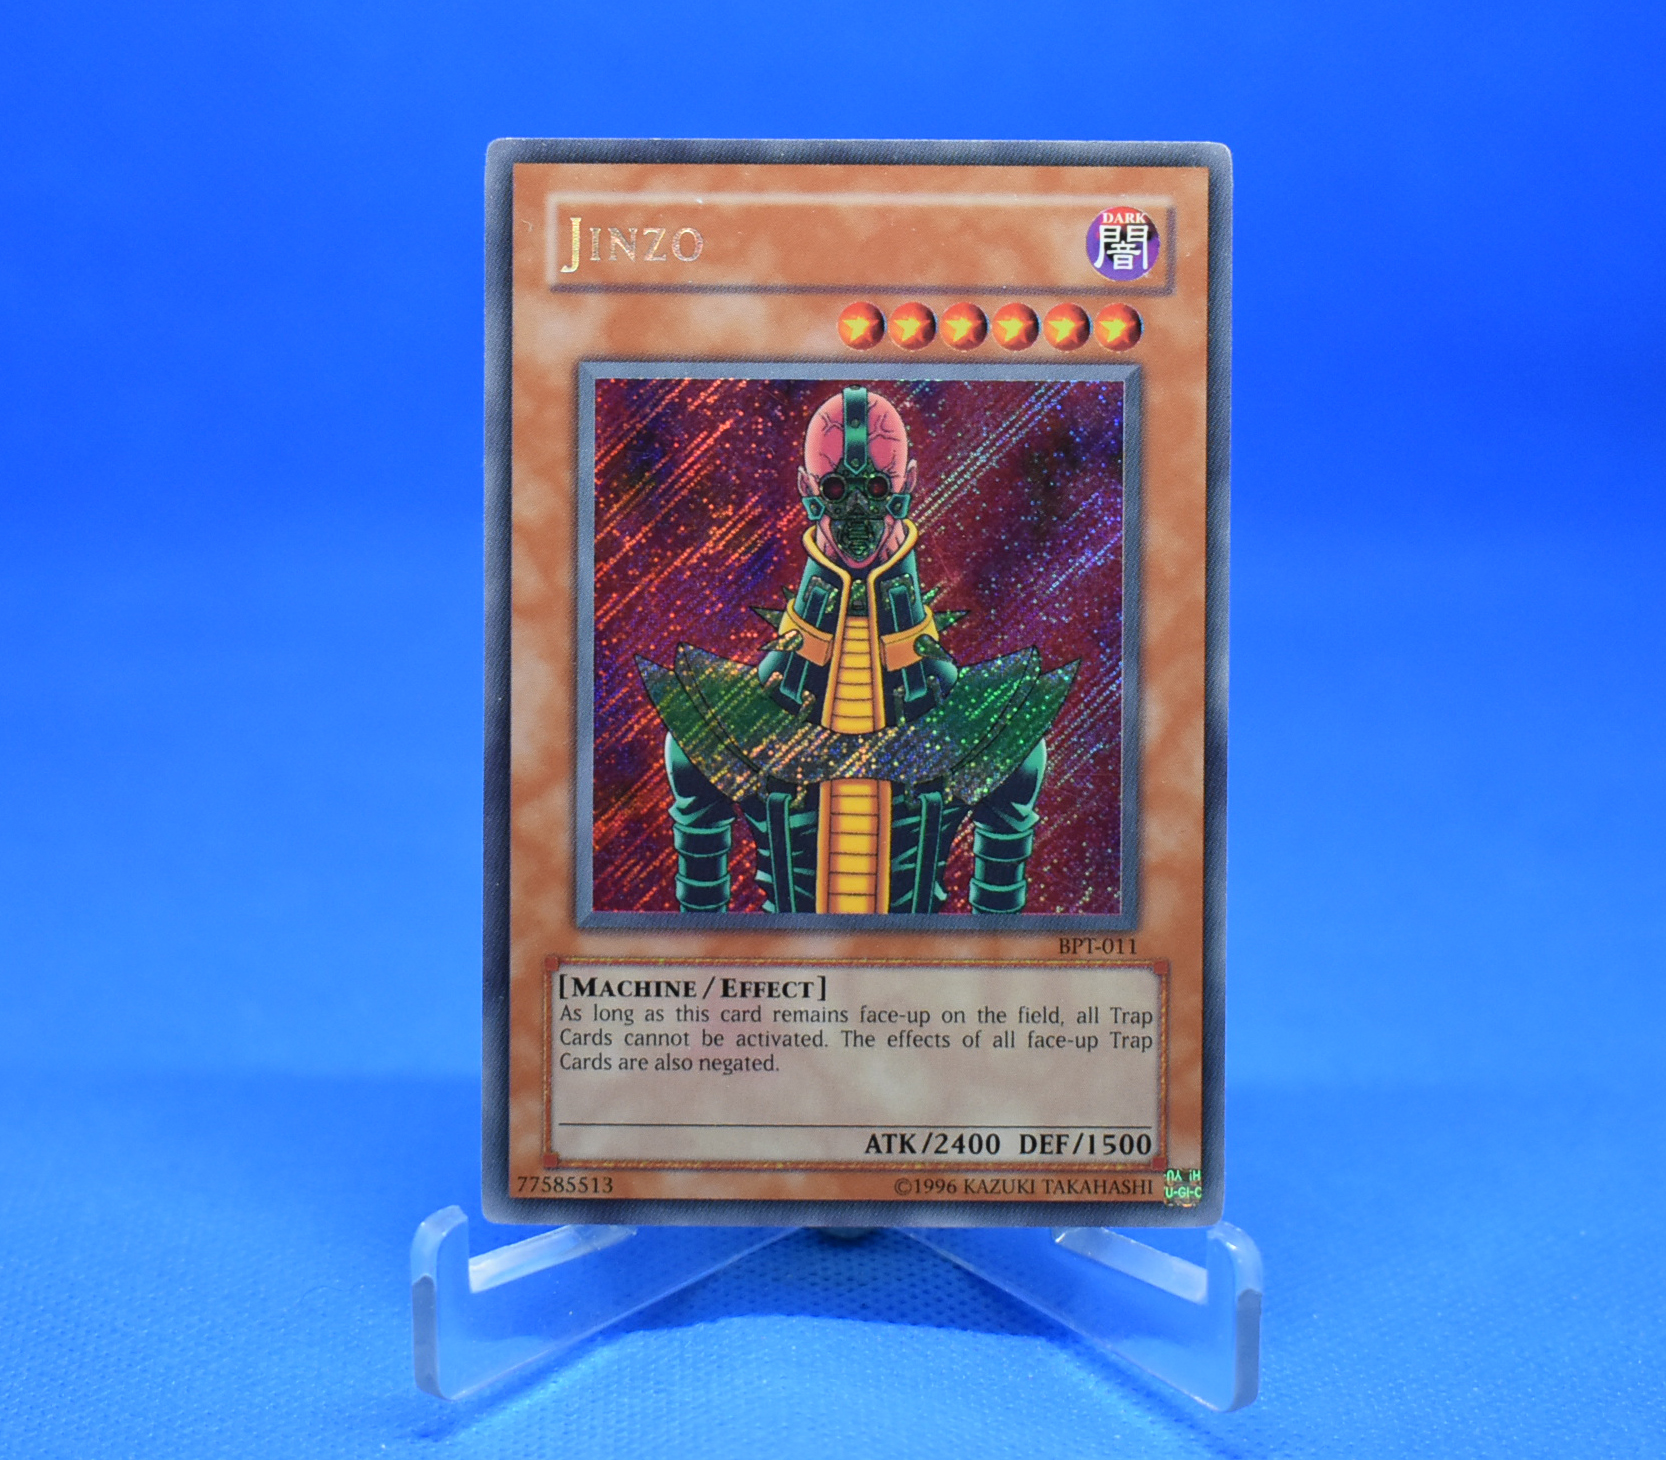 Jinzo
DARK
闇
BPT-011
[Machine/Effect]
As long as this card remains face-up on the field, all Trap
Cards cannot be activated. The effects of all face-up Trap
Cards are also negated.
ATK/2400 DEF/1500
77585513
©1996 KAZUKI TAKAHASHI